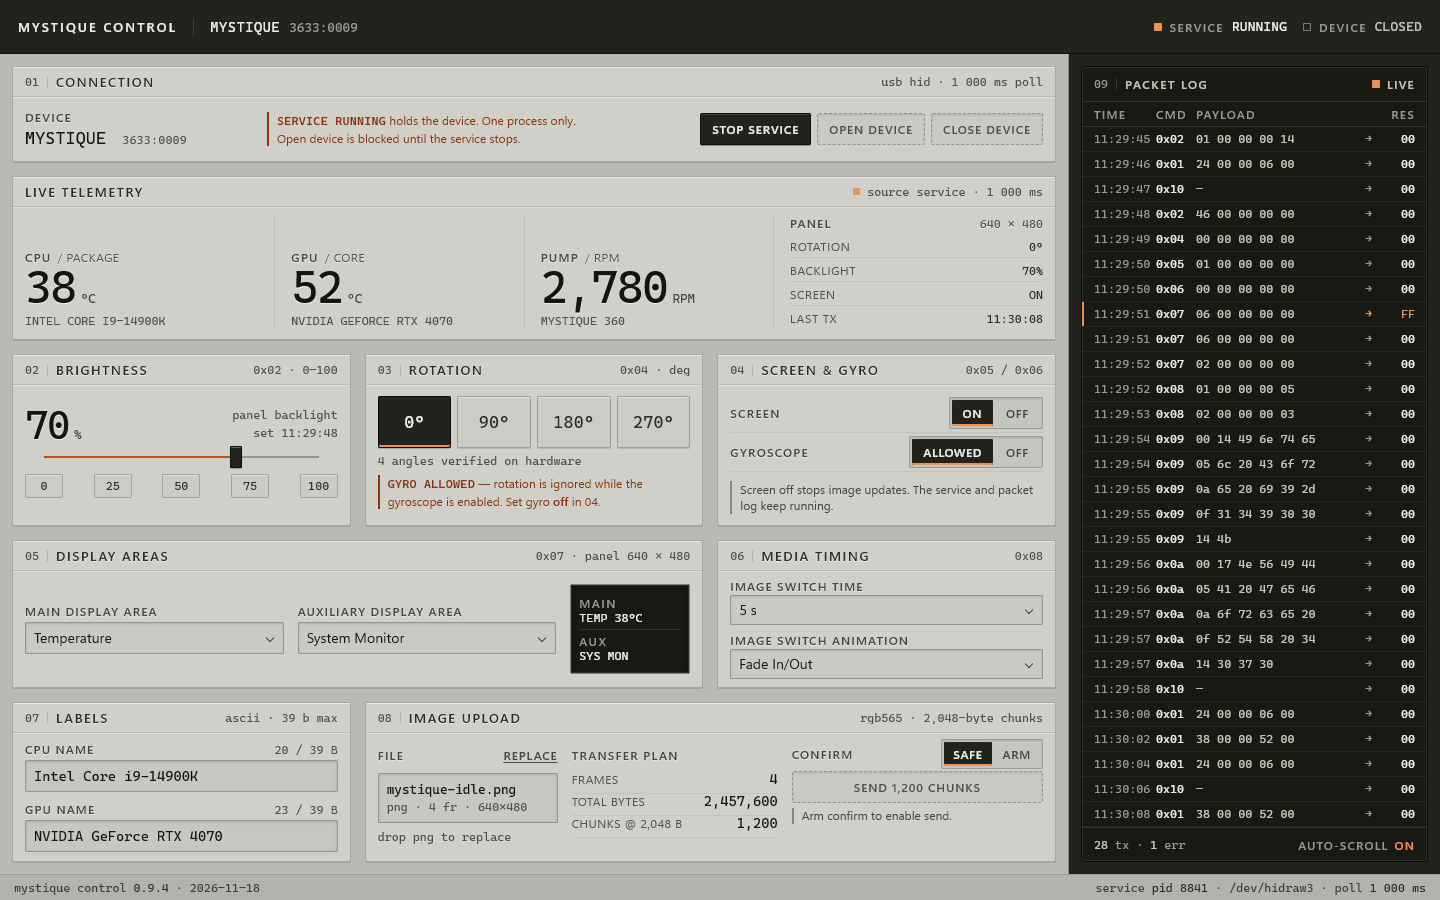 MYSTIQUE CONTROL MYSTIQUE 3633:0009 SERVICE RUNNING DEVICE CLOSED
01 CONNECTION usb hid · 1 000 ms poll
DEVICE
MYSTIQUE 3633:0009
SERVICE RUNNING holds the device. One process only.
Open device is blocked until the service stops.
STOP SERVICE OPEN DEVICE CLOSE DEVICE
LIVE TELEMETRY source service · 1 000 ms
CPU / PACKAGE
38 °C
INTEL CORE I9-14900K
GPU / CORE
52 °C
NVIDIA GEFORCE RTX 4070
PUMP / RPM
2,780 RPM
MYSTIQUE 360
PANEL 640 × 480
ROTATION 0°
BACKLIGHT 70%
SCREEN ON
LAST TX 11:30:08
02 BRIGHTNESS 0x02 · 0-100
70 %
panel backlight
set 11:29:48
0 25 50 75 100
03 ROTATION 0x04 · deg
0° 90° 180° 270°
4 angles verified on hardware
GYRO ALLOWED — rotation is ignored while the
gyroscope is enabled. Set gyro off in 04.
04 SCREEN & GYRO 0x05 / 0x06
SCREEN ON OFF
GYROSCOPE ALLOWED OFF
Screen off stops image updates. The service and packet
log keep running.
05 DISPLAY AREAS 0x07 · panel 640 × 480
MAIN DISPLAY AREA
Temperature
AUXILIARY DISPLAY AREA
System Monitor
MAIN
TEMP 38°C
AUX
SYS MON
06 MEDIA TIMING 0x08
IMAGE SWITCH TIME
5 s
IMAGE SWITCH ANIMATION
Fade In/Out
07 LABELS ascii · 39 b max
CPU NAME 20 / 39 B
Intel Core i9-14900K
GPU NAME 23 / 39 B
NVIDIA GeForce RTX 4070
08 IMAGE UPLOAD rgb565 · 2,048-byte chunks
FILE REPLACE
mystique-idle.png
png · 4 fr · 640×480
drop png to replace
TRANSFER PLAN
FRAMES 4
TOTAL BYTES 2,457,600
CHUNKS @ 2,048 B 1,200
CONFIRM SAFE ARM
SEND 1,200 CHUNKS
Arm confirm to enable send.
09 PACKET LOG LIVE
TIME CMD PAYLOAD RES
11:29:45 0x02 01 00 00 00 14 → 00
11:29:46 0x01 24 00 00 06 00 → 00
11:29:47 0x10 — → 00
11:29:48 0x02 46 00 00 00 00 → 00
11:29:49 0x04 00 00 00 00 00 → 00
11:29:50 0x05 01 00 00 00 00 → 00
11:29:50 0x06 00 00 00 00 00 → 00
11:29:51 0x07 06 00 00 00 00 → FF
11:29:51 0x07 06 00 00 00 00 → 00
11:29:52 0x07 02 00 00 00 00 → 00
11:29:52 0x08 01 00 00 00 05 → 00
11:29:53 0x08 02 00 00 00 03 → 00
11:29:54 0x09 00 14 49 6e 74 65 → 00
11:29:54 0x09 05 6c 20 43 6f 72 → 00
11:29:55 0x09 0a 65 20 69 39 2d → 00
11:29:55 0x09 0f 31 34 39 30 30 → 00
11:29:55 0x09 14 4b → 00
11:29:56 0x0a 00 17 4e 56 49 44 → 00
11:29:56 0x0a 05 41 20 47 65 46 → 00
11:29:57 0x0a 0a 6f 72 63 65 20 → 00
11:29:57 0x0a 0f 52 54 58 20 34 → 00
11:29:57 0x0a 14 30 37 30 → 00
11:29:58 0x10 — → 00
11:30:00 0x01 24 00 00 06 00 → 00
11:30:02 0x01 38 00 00 52 00 → 00
11:30:04 0x01 24 00 00 06 00 → 00
11:30:06 0x10 — → 00
11:30:08 0x01 38 00 00 52 00 → 00
28 tx · 1 err AUTO-SCROLL ON
mystique control 0.9.4 · 2026-11-18 service pid 8841 · /dev/hidraw3 · poll 1 000 ms